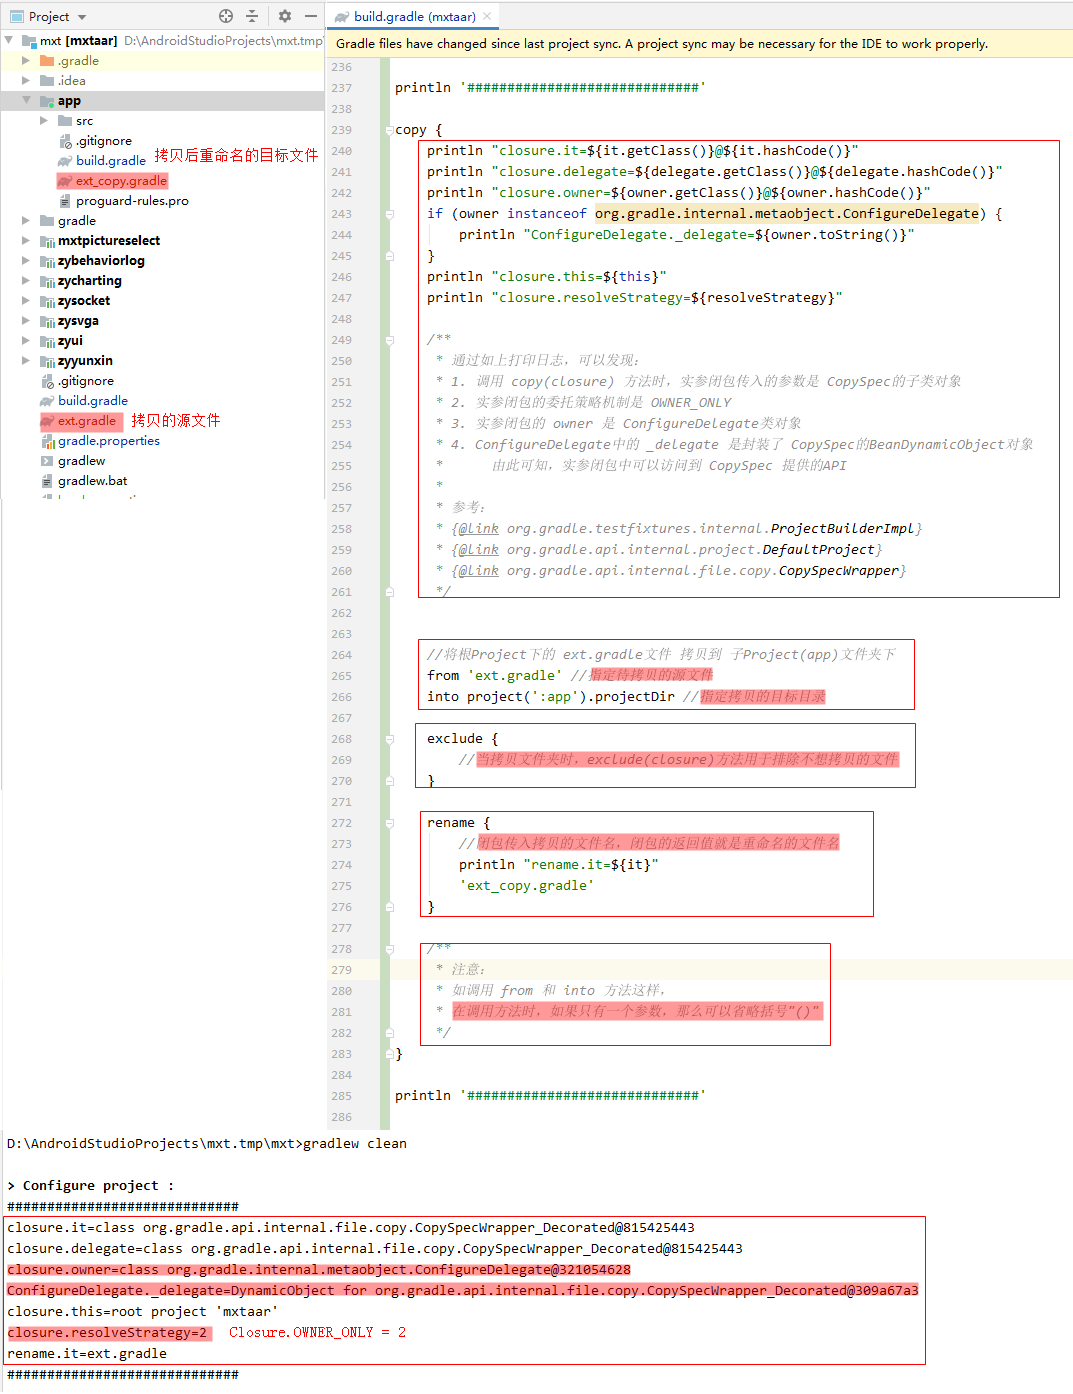 Project
mxt [mxtaar] D:\AndroidStudioProjects\mxt.tmp\
.gradle
.idea
app
src
.gitignore
build.gradle 拷贝后重命名的目标文件
ext_copy.gradle
proguard-rules.pro
gradle
mxtpictureselect
zybehaviorlog
zycharting
zysocket
zysvga
zyui
zyyunxin
.gitignore
build.gradle
ext.gradle 拷贝的源文件
gradle.properties
gradlew
gradlew.bat
build.gradle (mxtaar)
Gradle files have changed since last project sync. A project sync may be necessary for the IDE to work properly.
236
237 println '#############################'
238
239 copy {
240 println "closure.it=${it.getClass()}@${it.hashCode()}"
241 println "closure.delegate=${delegate.getClass()}@${delegate.hashCode()}"
242 println "closure.owner=${owner.getClass()}@${owner.hashCode()}"
243 if (owner instanceof org.gradle.internal.metaobject.ConfigureDelegate) {
244 println "ConfigureDelegate._delegate=${owner.toString()}"
245 }
246 println "closure.this=${this}"
247 println "closure.resolveStrategy=${resolveStrategy}"
248
249 /**
250 * 通过如上打印日志，可以发现：
251 * 1. 调用 copy(closure) 方法时，实参闭包传入的参数是 CopySpec的子类对象
252 * 2. 实参闭包的委托策略机制是 OWNER_ONLY
253 * 3. 实参闭包的 owner 是 ConfigureDelegate类对象
254 * 4. ConfigureDelegate中的 _delegate 是封装了 CopySpec的BeanDynamicObject对象
255 * 由此可知，实参闭包中可以访问到 CopySpec 提供的API
256 *
257 * 参考：
258 * {@link org.gradle.testfixtures.internal.ProjectBuilderImpl}
259 * {@link org.gradle.api.internal.project.DefaultProject}
260 * {@link org.gradle.api.internal.file.copy.CopySpecWrapper}
261 */
262
263
264 //将根Project下的 ext.gradle文件 拷贝到 子Project(app)文件夹下
265 from 'ext.gradle' //指定待拷贝的源文件
266 into project(':app').projectDir //指定拷贝的目标目录
267
268 exclude {
269 //当拷贝文件夹时，exclude(closure)方法用于排除不想拷贝的文件
270 }
271
272 rename {
273 //闭包传入拷贝的文件名，闭包的返回值就是重命名的文件名
274 println "rename.it=${it}"
275 'ext_copy.gradle'
276 }
277
278 /**
279 * 注意：
280 * 如调用 from 和 into 方法这样，
281 * 在调用方法时，如果只有一个参数，那么可以省略括号"()"
282 */
283 }
284
285 println '#############################'
286
D:\AndroidStudioProjects\mxt.tmp\mxt>gradlew clean
> Configure project :
#############################
closure.it=class org.gradle.api.internal.file.copy.CopySpecWrapper_Decorated@815425443
closure.delegate=class org.gradle.api.internal.file.copy.CopySpecWrapper_Decorated@815425443
closure.owner=class org.gradle.internal.metaobject.ConfigureDelegate@321054628
ConfigureDelegate._delegate=DynamicObject for org.gradle.api.internal.file.copy.CopySpecWrapper_Decorated@309a67a3
closure.this=root project 'mxtaar'
closure.resolveStrategy=2 Closure.OWNER_ONLY = 2
rename.it=ext.gradle
#############################